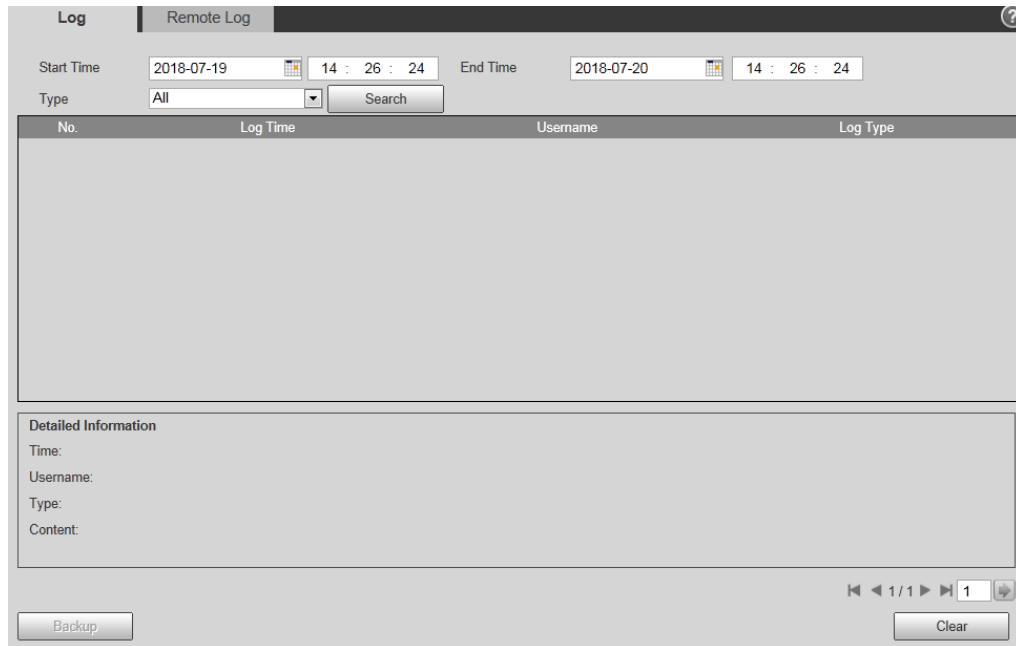 Log Remote Log ?
Start Time 2018-07-19 14 : 26 : 24 End Time 2018-07-20 14 : 26 : 24
Type All Search
No. Log Time Username Log Type
Detailed Information
Time:
Username:
Type:
Content:
1 / 1 1
Backup Clear